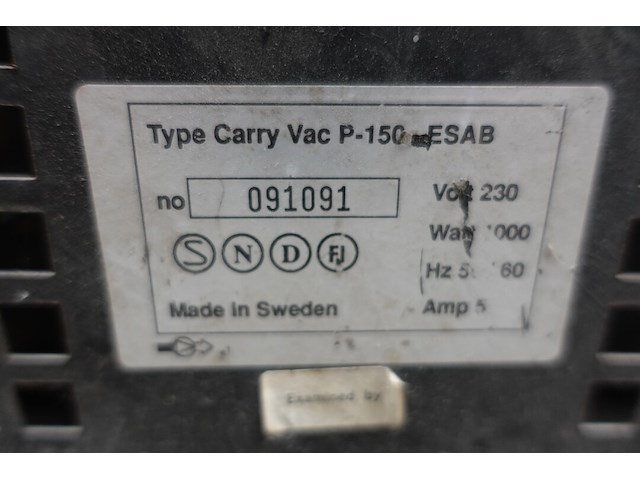 Type Carry Vac P-150 ESAB
no 091091
Volt 230
Watt 1000
S N D FI
Hz 50 60
Made in Sweden
Amp 5
Examined by